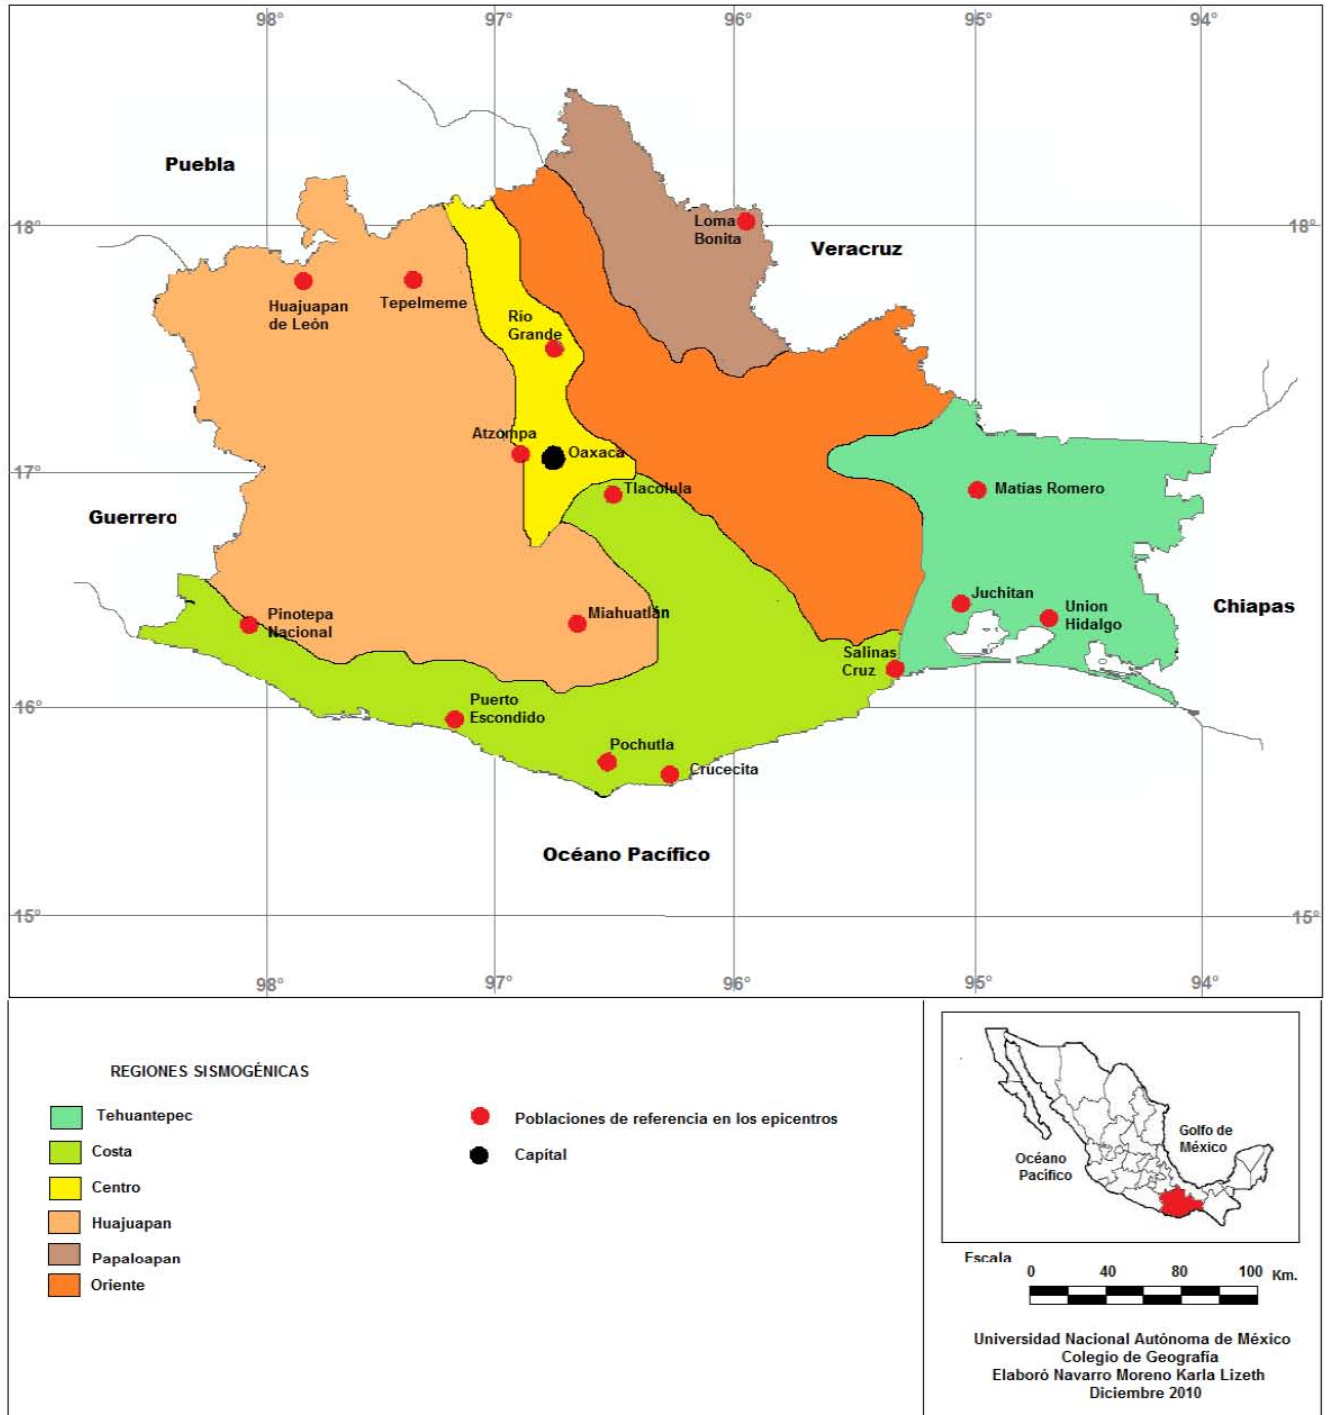 98°
97°
96°
95°
94°
Puebla
18°
18°
Loma
Bonita
Veracruz
Huajuapan
de León
Tepelmeme
Río
Grande
Atzompa
Oaxaca
17°
17°
Tlacolula
Matias Romero
Guerrero
Juchitan
Union
Hidalgo
Chiapas
Pinotepa
Nacional
Miahuatlán
Salinas
Cruz
16°
16°
Puerto
Escondido
Pochutla
Crucecita
Océano Pacífico
15°
15°
98°
97°
96°
95°
94°
REGIONES SISMOGÉNICAS
Tehuantepec
Costa
Centro
Huajuapan
Papaloapan
Oriente
Poblaciones de referencia en los epicentros
Capítal
Golfo de
México
Océano
Pacífico
Escala
0 40 80 100 Km.
Universidad Nacional Autónoma de México
Colegio de Geografía
Elaboró Navarro Moreno Karla Lizeth
Diciembre 2010